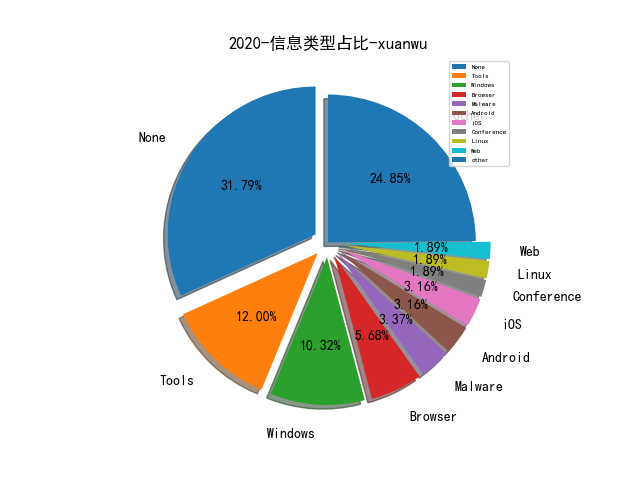 2020-信息类型占比-xuanwu
None
Tools
Windows
Browser
Malware
Android
iOS
Conference
Linux
Web
other
None
31.79%
24.85%
12.00%
10.32%
5.68%
3.37%
3.16%
3.16%
1.89%
1.89%
1.89%
Web
Linux
Conference
iOS
Android
Malware
Browser
Windows
Tools